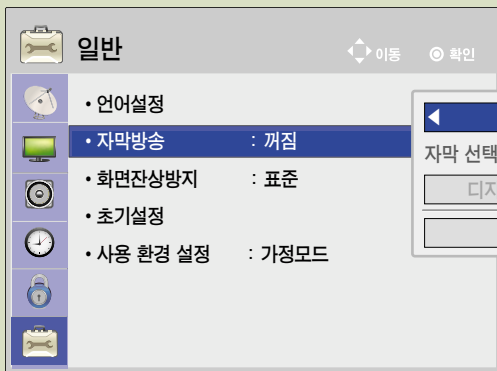 일반
이동
확인
• 언어설정
• 자막방송 : 꺼짐
• 화면잔상방지 : 표준
• 초기설정
• 사용 환경 설정 : 가정모드
자막 선택
디지